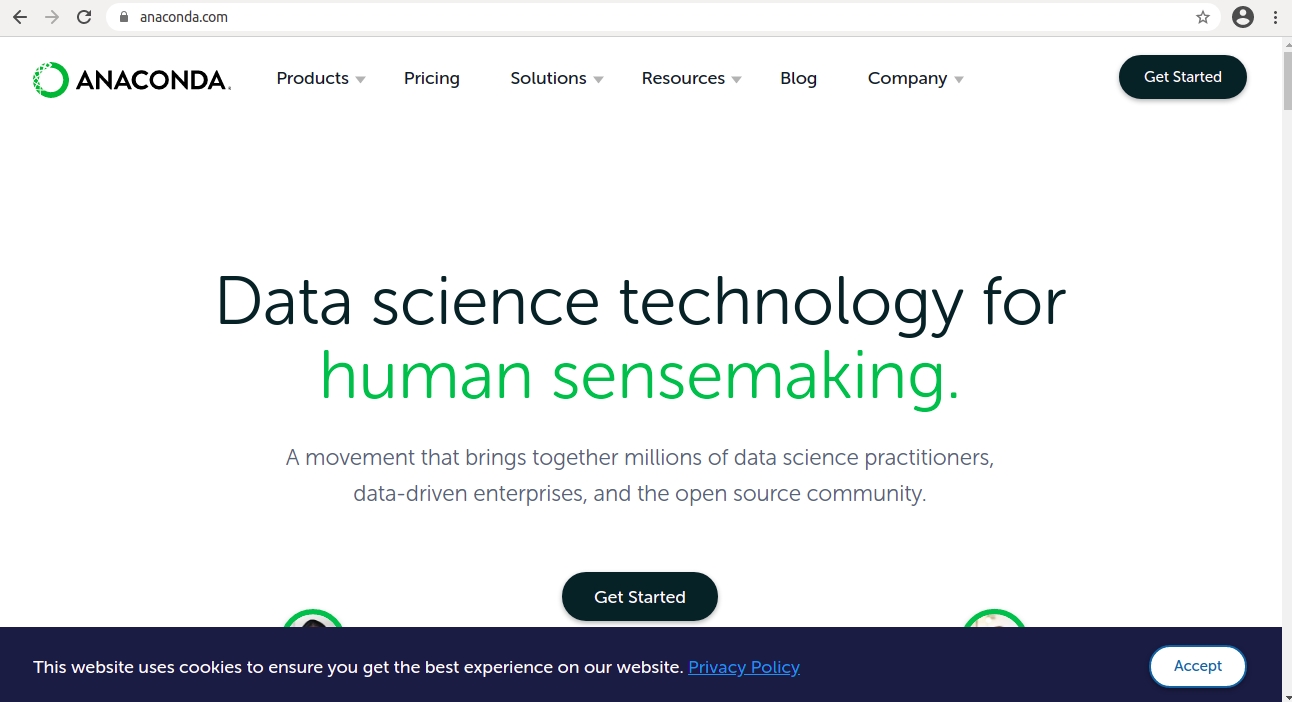 anaconda.com
ANACONDA.
Products
Pricing
Solutions
Resources
Blog
Company
Get Started
Data science technology for
human sensemaking.
A movement that brings together millions of data science practitioners,
data-driven enterprises, and the open source community.
Get Started
This website uses cookies to ensure you get the best experience on our website. Privacy Policy
Accept